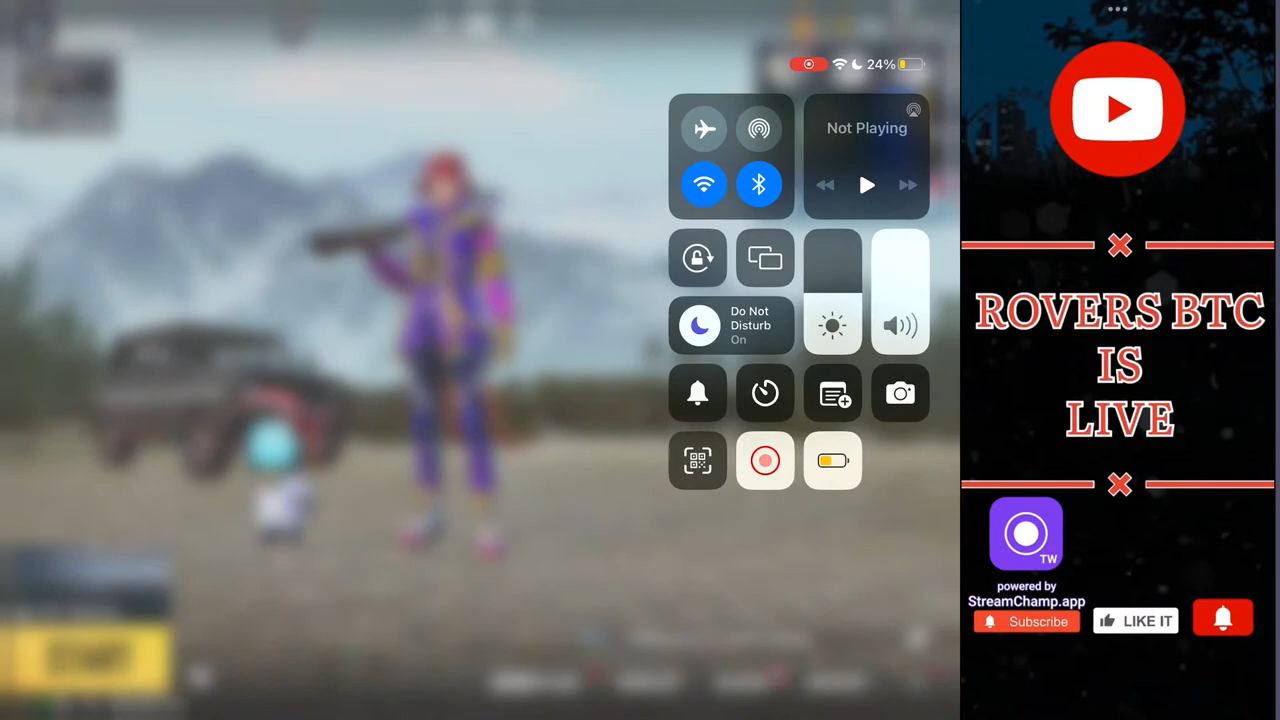 24%
Not Playing
Do Not
Disturb
On
ROVERS BTC
IS
LIVE
TW
powered by
StreamChamp.app
Subscribe
LIKE IT
START